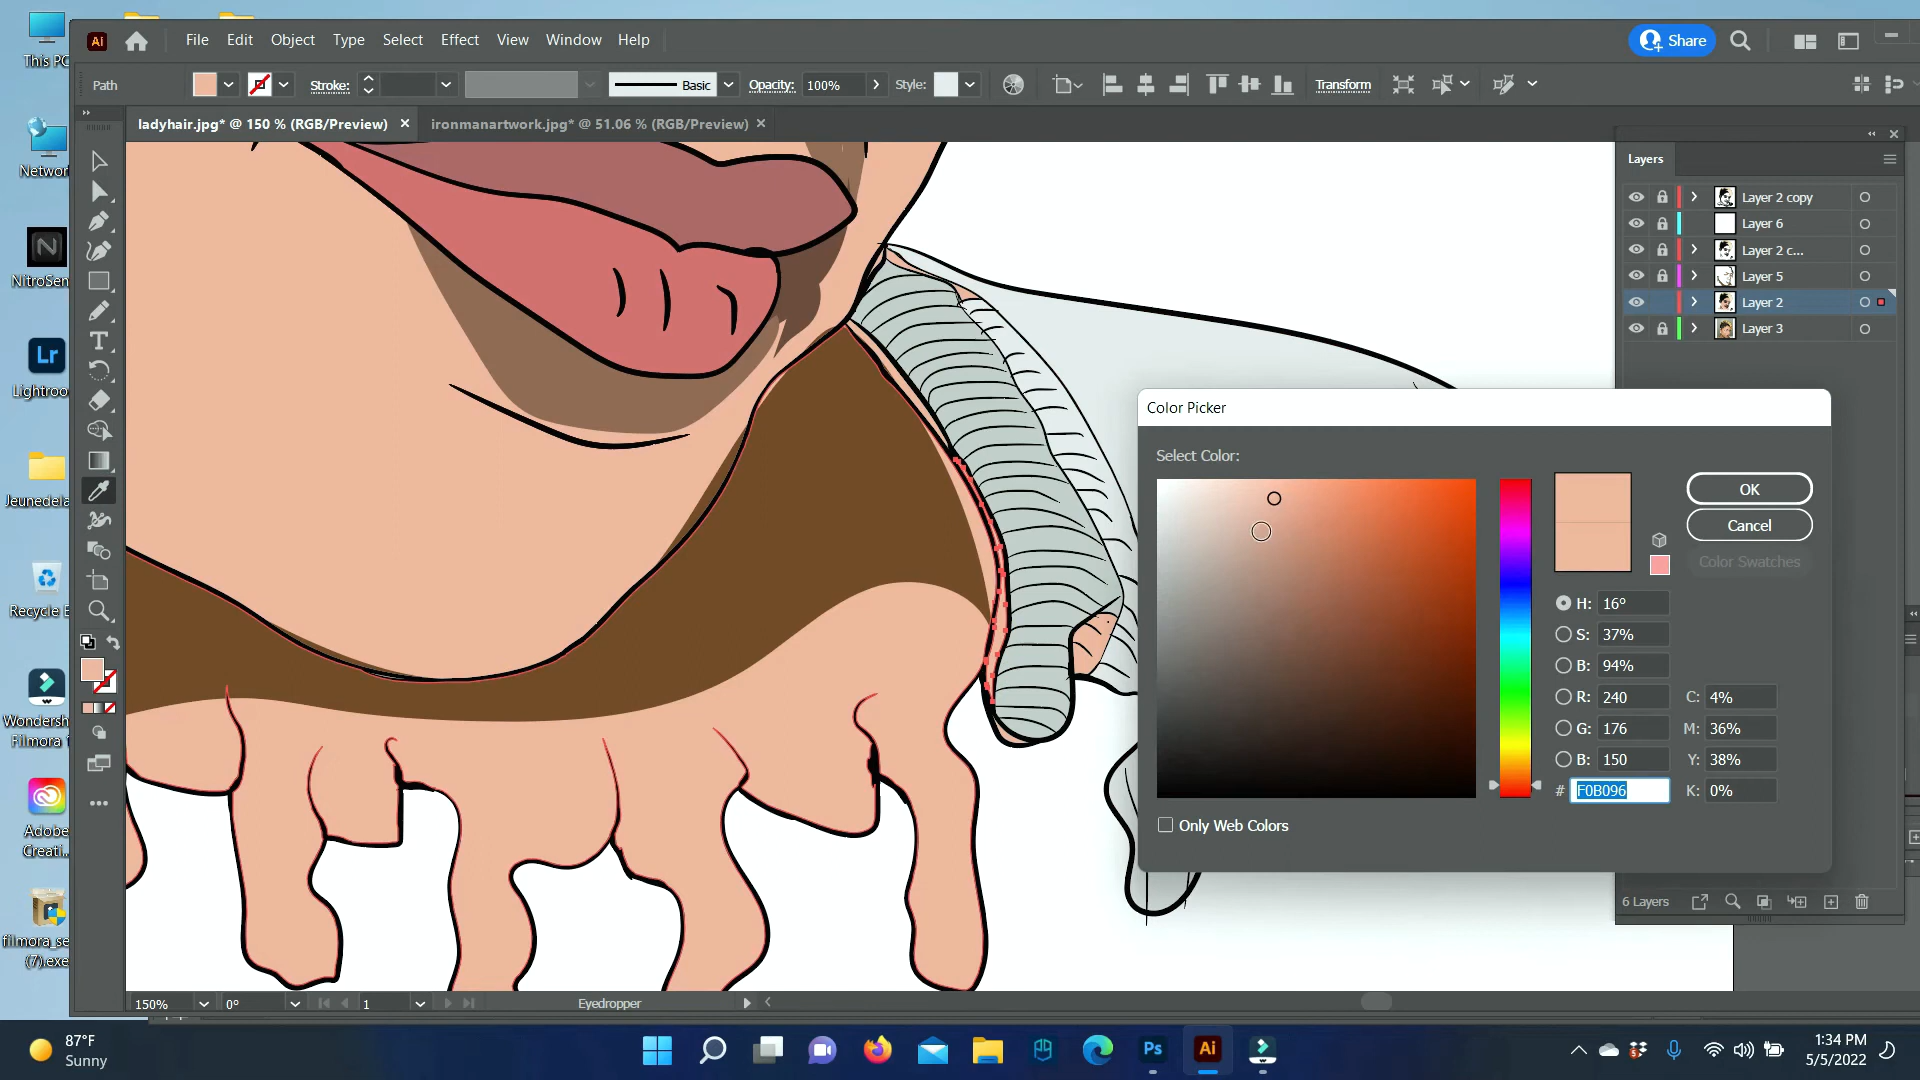 This PC
File Edit Object Type Select Effect View Window Help
Share
Path
Stroke:
Basic
Opacity: 100%
Style:
Transform
ladyhair.jpg* @ 150 % (RGB/Preview)
ironmanartwork.jpg* @ 51.06 % (RGB/Preview)
Layers
Layer 2 copy
Layer 6
Layer 2 c...
Layer 5
Layer 2
Layer 3
Network
NitroSen
Lr
Lightroo
Jeunedela
Recycle B
Wondersh
Filmora
Adobe
Creati...
filmora_se
(7).exe
Color Picker
Select Color:
OK
Cancel
Color Swatches
H: 16º
S: 37%
B: 94%
R: 240 C: 4%
G: 176 M: 36%
B: 150 Y: 38%
# F0B096 K: 0%
Only Web Colors
6 Layers
150% 0° 1 Eyedropper
87°F
Sunny
Ps
Ai
1:34 PM
5/5/2022